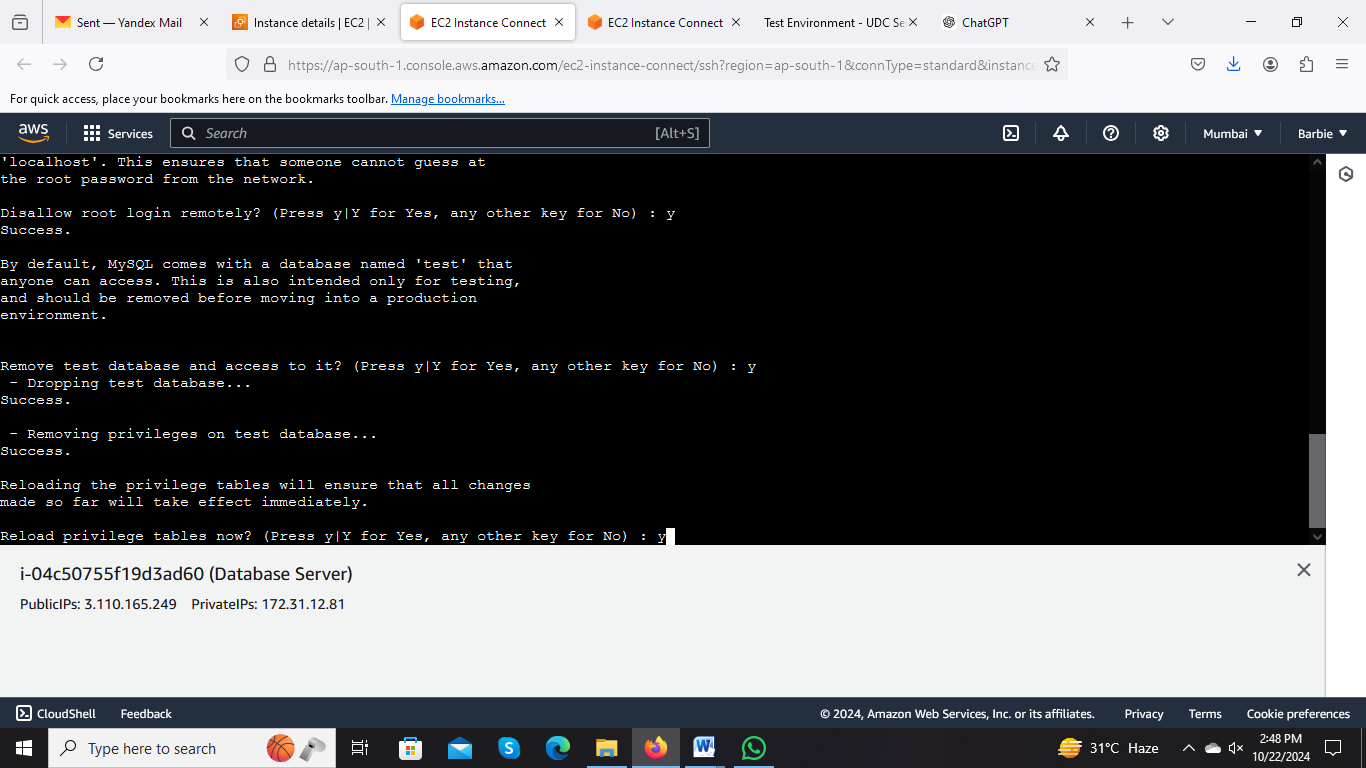 Sent — Yandex Mail
Instance details | EC2 |
EC2 Instance Connect
EC2 Instance Connect
Test Environment - UDC Se
ChatGPT
https://ap-south-1.console.aws.amazon.com/ec2-instance-connect/ssh?region=ap-south-1&connType=standard&instance
For quick access, place your bookmarks here on the bookmarks toolbar. Manage bookmarks...
aws
Services
Search
[Alt+S]
Mumbai
Barbie
'localhost'. This ensures that someone cannot guess at
the root password from the network.
Disallow root login remotely? (Press y|Y for Yes, any other key for No) : y
Success.
By default, MySQL comes with a database named 'test' that
anyone can access. This is also intended only for testing,
and should be removed before moving into a production
environment.
Remove test database and access to it? (Press y|Y for Yes, any other key for No) : y
- Dropping test database...
Success.
- Removing privileges on test database...
Success.
Reloading the privilege tables will ensure that all changes
made so far will take effect immediately.
Reload privilege tables now? (Press y|Y for Yes, any other key for No) : y
i-04c50755f19d3ad60 (Database Server)
PublicIPs: 3.110.165.249 PrivateIPs: 172.31.12.81
CloudShell
Feedback
© 2024, Amazon Web Services, Inc. or its affiliates.
Privacy
Terms
Cookie preferences
Type here to search
31°C Haze
2:48 PM
10/22/2024